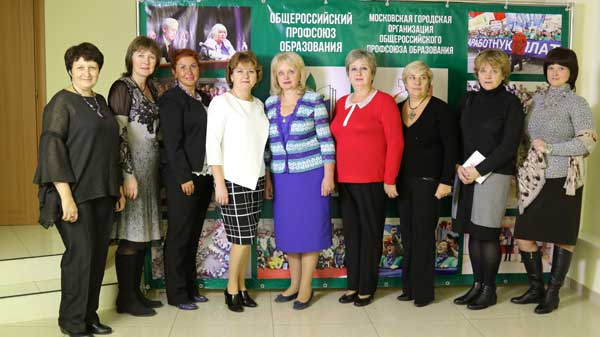 ОБЩЕРОССИЙСКИЙ
ПРОФСОЮЗ
ОБРАЗОВАНИЯ
МОСКОВСКАЯ ГОРОДСКАЯ
ОРГАНИЗАЦИЯ
ОБЩЕРОССИЙСКОГО
ПРОФСОЮЗА ОБРАЗОВАНИЯ